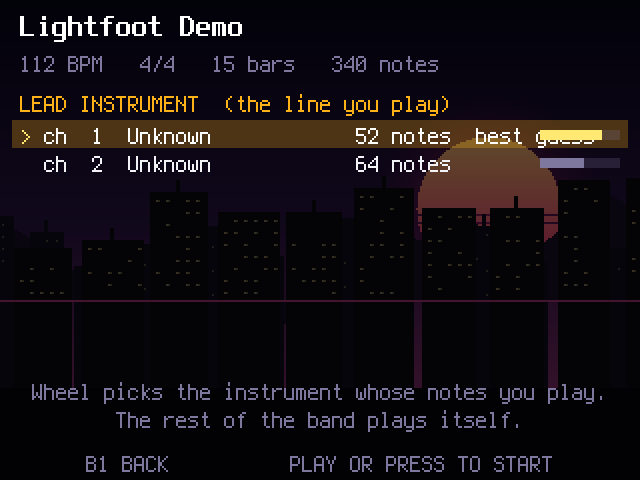 Lightfoot Demo
112 BPM 4/4 15 bars 340 notes
LEAD INSTRUMENT (the line you play)
> ch 1 Unknown 52 notes best guess
ch 2 Unknown 64 notes
Wheel picks the instrument whose notes you play.
The rest of the band plays itself.
B1 BACK PLAY OR PRESS TO START